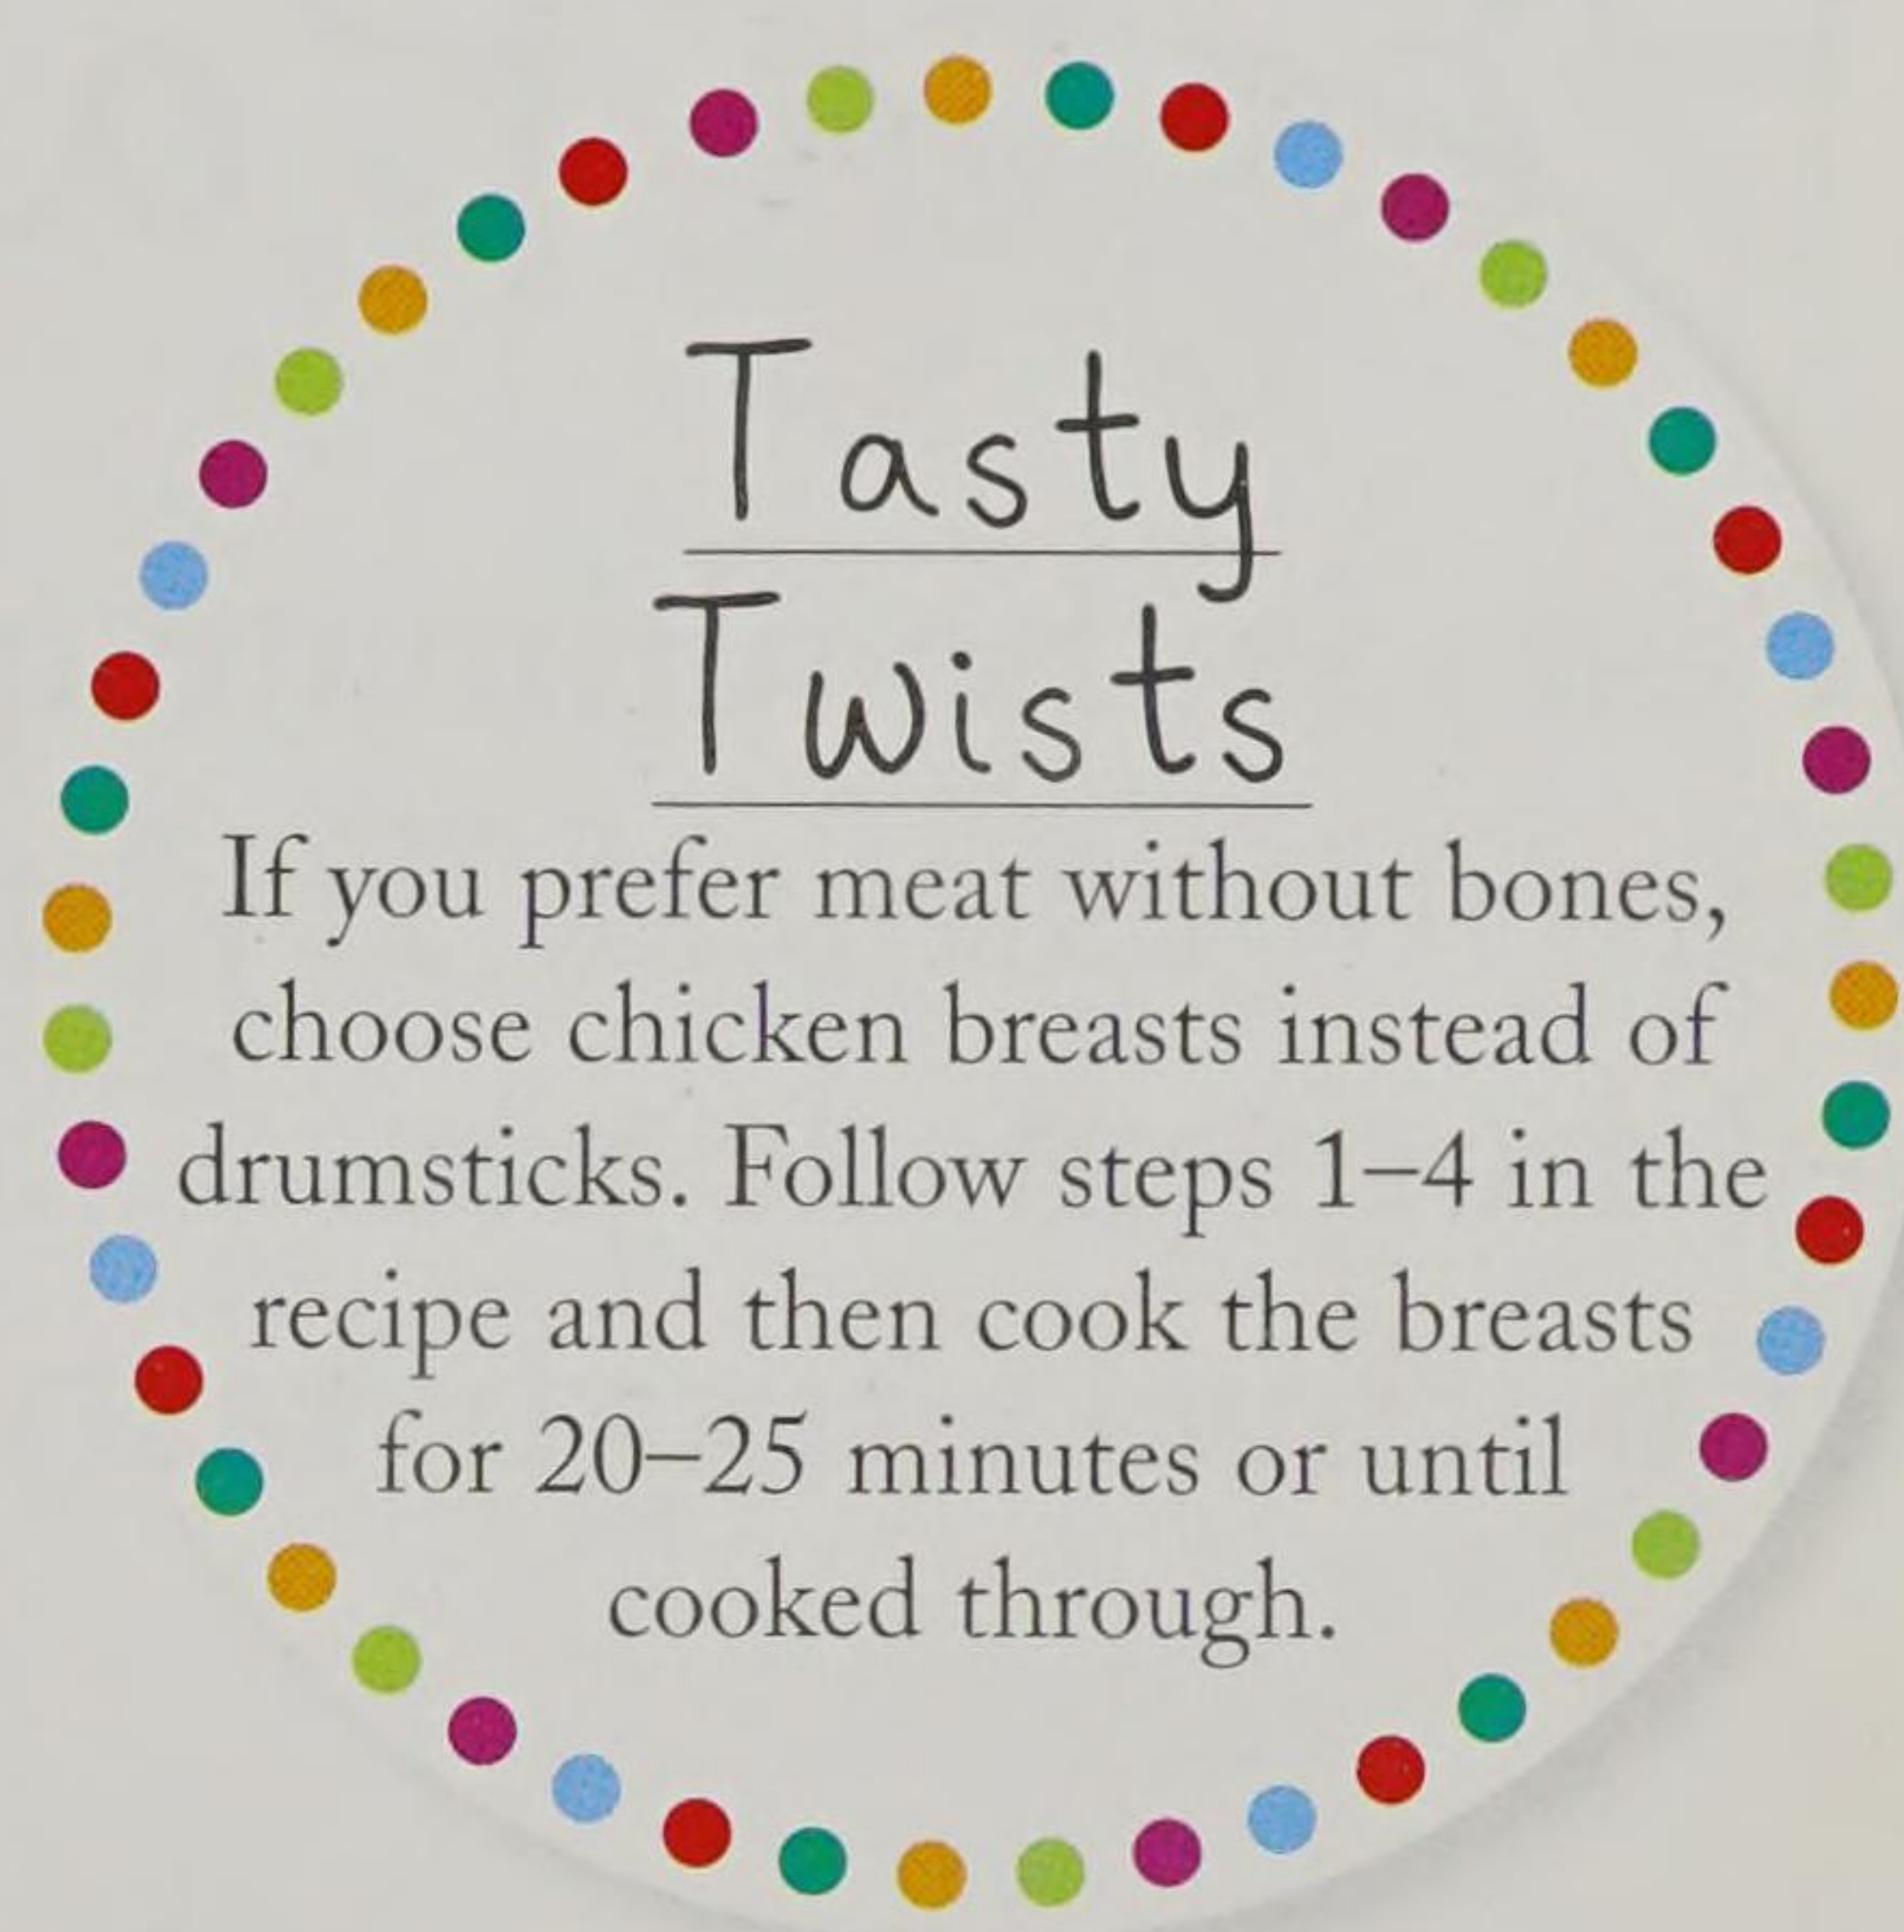 Tasty
Twists
If you prefer meat without bones,
choose chicken breasts instead of
drumsticks. Follow steps 1–4 in the
recipe and then cook the breasts
for 20–25 minutes or until
cooked through.